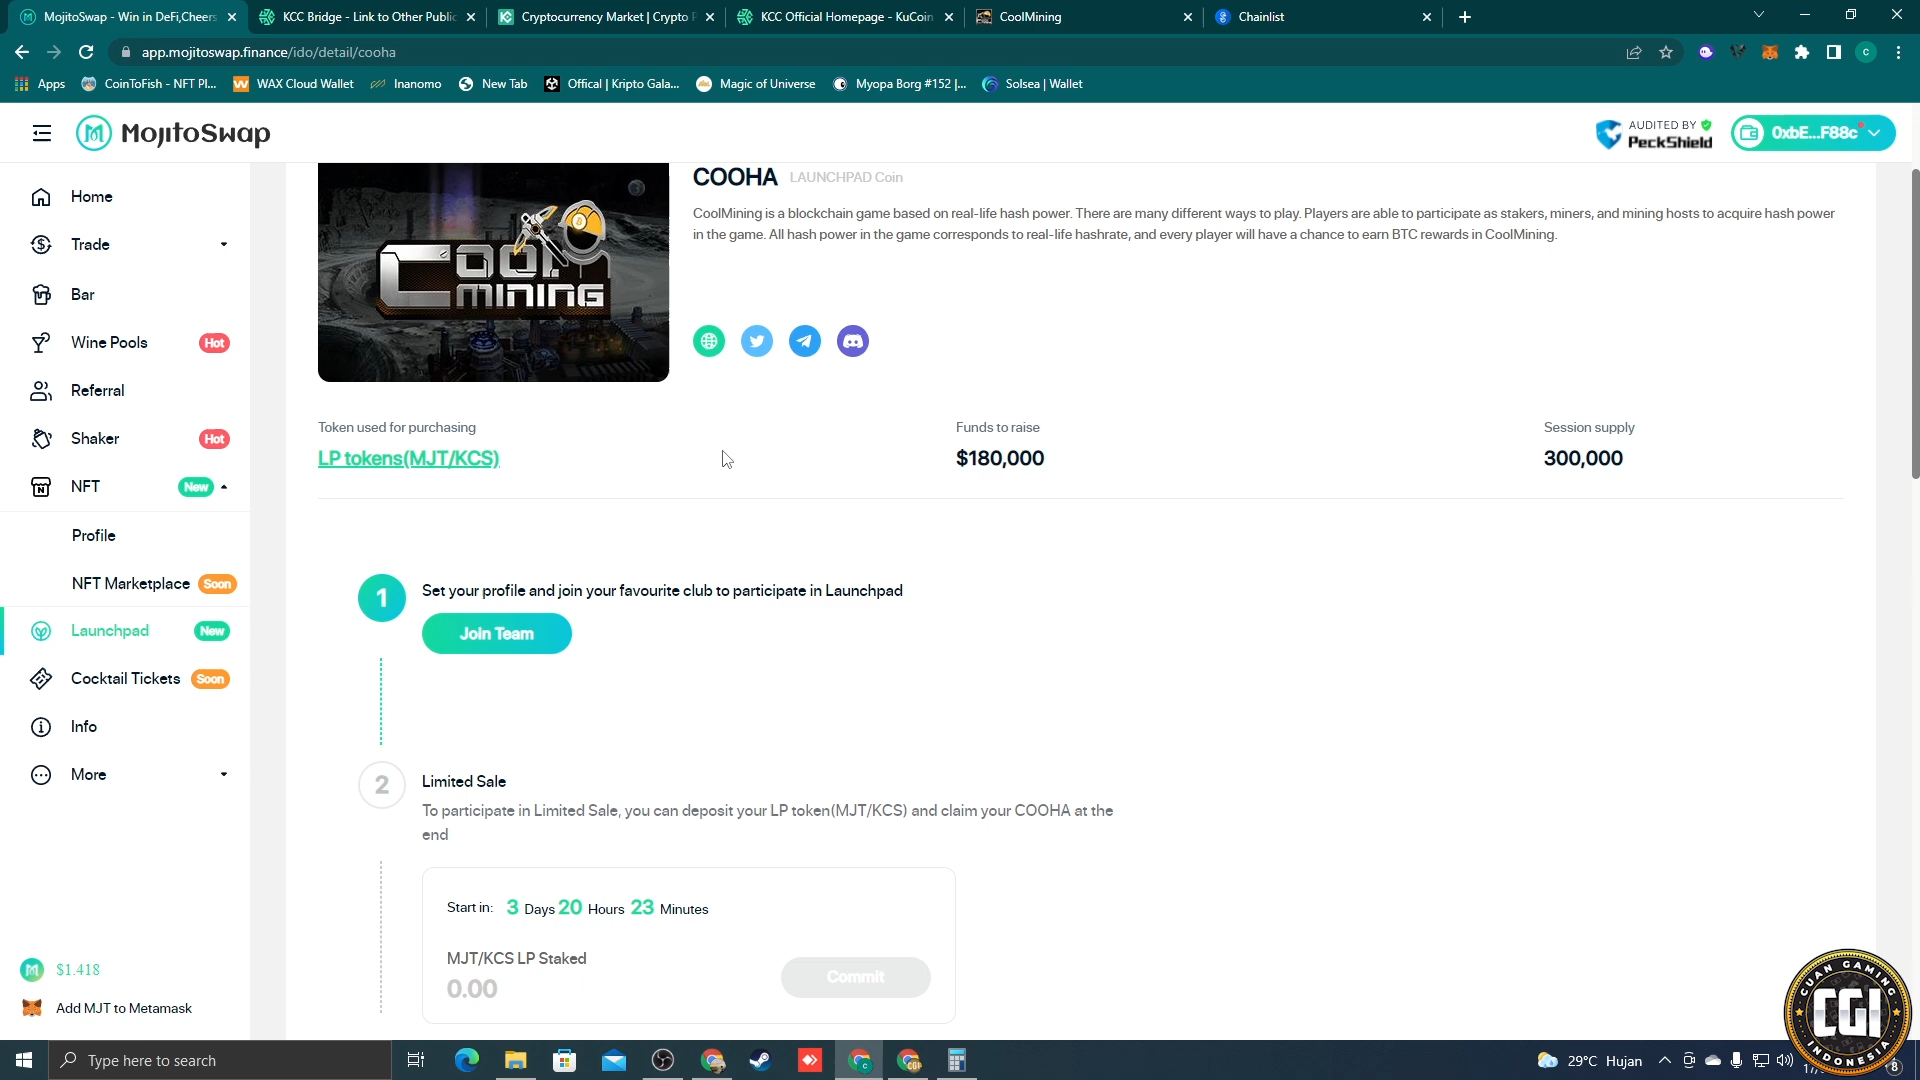 MojitoSwap - Win in DeFi,Cheers
KCC Bridge - Link to Other Public
Cryptocurrency Market | Crypto P
KCC Official Homepage - KuCoin
CoolMining
Chainlist
app.mojitoswap.finance/ido/detail/cooha
C
Apps
CoinToFish - NFT Pl...
WAX Cloud Wallet
Inanomo
New Tab
Offical | Kripto Gala...
Magic of Universe
Myopa Borg #152 |...
Solsea | Wallet
MojitoSwap
AUDITED BY
PeckShield
0xbE...F88c
Home
Trade
Bar
Wine Pools Hot
Referral
Shaker Hot
NFT New
Profile
NFT Marketplace Soon
Launchpad New
Cocktail Tickets Soon
Info
More
$1.418
Add MJT to Metamask
COOL
MINING
COOHA LAUNCHPAD Coin
CoolMining is a blockchain game based on real-life hash power. There are many different ways to play. Players are able to participate as stakers, miners, and mining hosts to acquire hash power
in the game. All hash power in the game corresponds to real-life hashrate, and every player will have a chance to earn BTC rewards in CoolMining.
Token used for purchasing
LP tokens(MJT/KCS)
Funds to raise
$180,000
Session supply
300,000
1
Set your profile and join your favourite club to participate in Launchpad
Join Team
2
Limited Sale
To participate in Limited Sale, you can deposit your LP token(MJT/KCS) and claim your COOHA at the
end
Start in: 3 Days 20 Hours 23 Minutes
MJT/KCS LP Staked
0.00
Commit
CUAN GAMING
CGI
INDONESIA
Type here to search
29°C Hujan
8